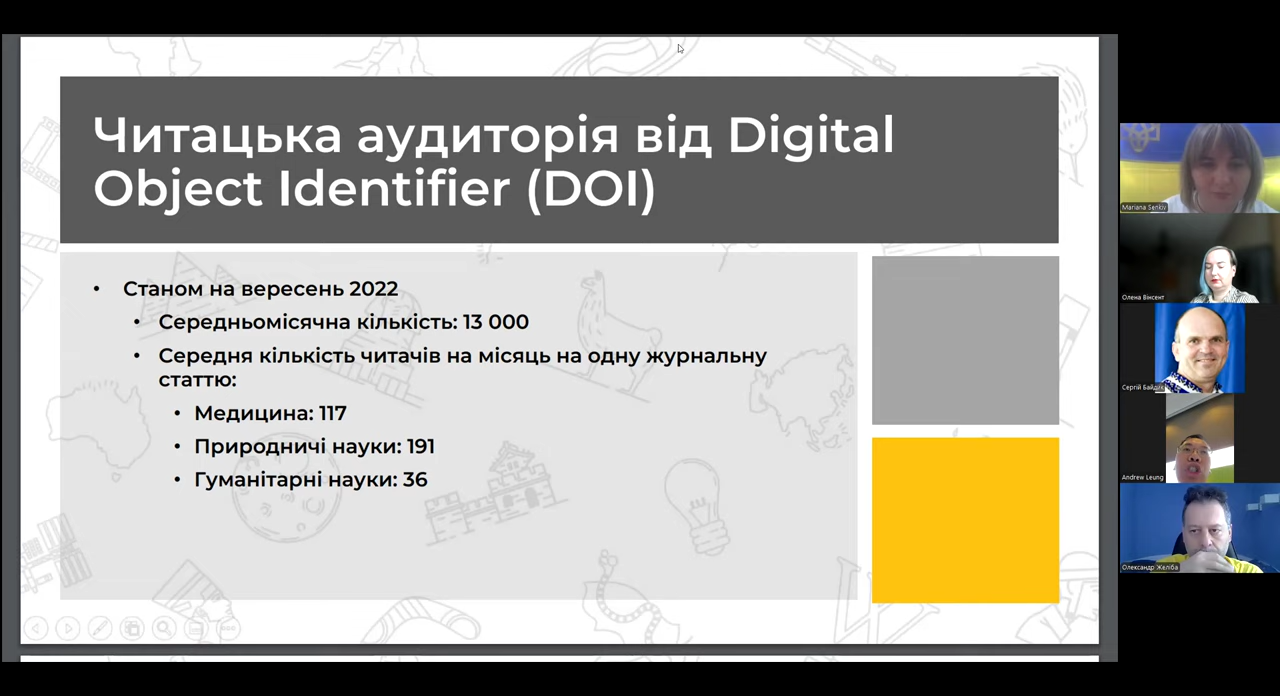 Читацька аудиторія від Digital
Object Identifier (DOI)
• Станом на вересень 2022
• Середньомісячна кількість: 13 000
• Середня кількість читачів на місяць на одну журнальну
статтю:
• Медицина: 117
• Природничі науки: 191
• Гуманітарні науки: 36
Mariana Senkiv
Олена Вінсент
Сергій Байдик
Andrew Leung
Олександр Желіба